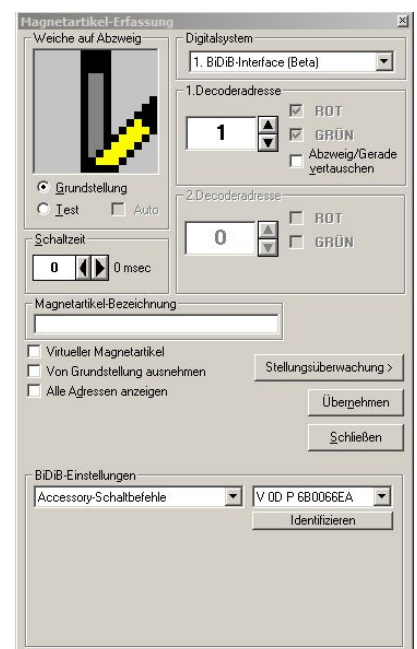 Magnetartikel-Erfassung
Weiche auf Abzweig
Grundstellung
Test
Auto
Schaltzeit
0
0 msec
Digitalsystem
1. BiDiB-Interface (Beta)
1.Decoderadresse
1
ROT
GRÜN
Abzweig/Gerade
vertauschen
2.Decoderadresse
0
ROT
GRÜN
Magnetartikel-Bezeichnung
Virtueller Magnetartikel
Von Grundstellung ausnehmen
Alle Adressen anzeigen
Stellungsüberwachung >
Übernehmen
Schließen
BiDiB-Einstellungen
Accessory-Schaltbefehle
V 0D P 6B0066EA
Identifizieren